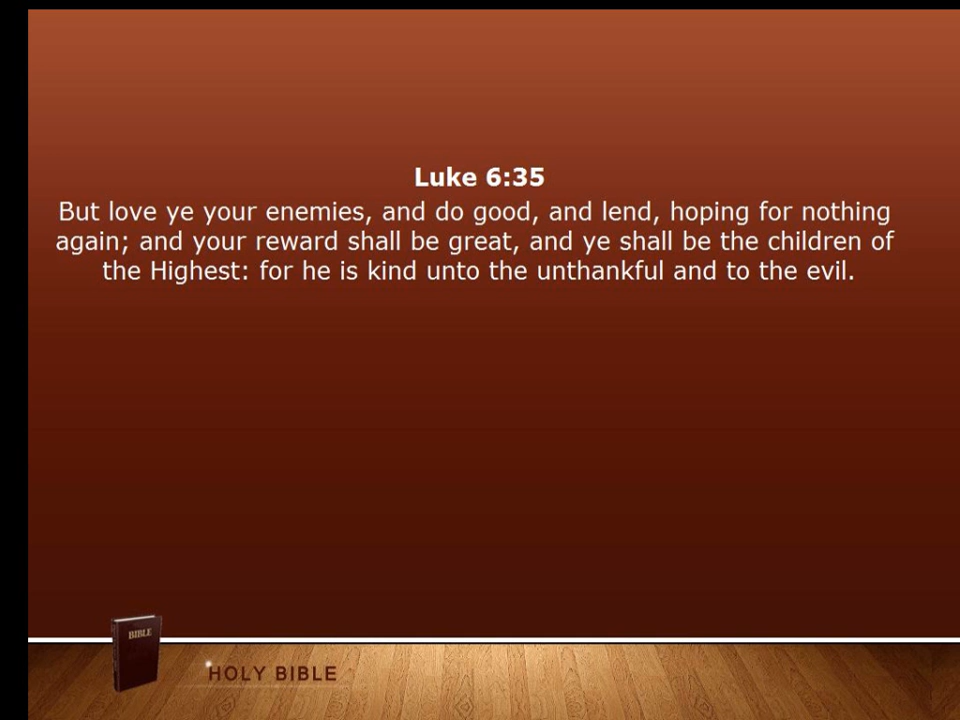 Luke 6:35
But love ye your enemies, and do good, and lend, hoping for nothing
again; and your reward shall be great, and ye shall be the children of
the Highest: for he is kind unto the unthankful and to the evil.
BIBLE
HOLY BIBLE